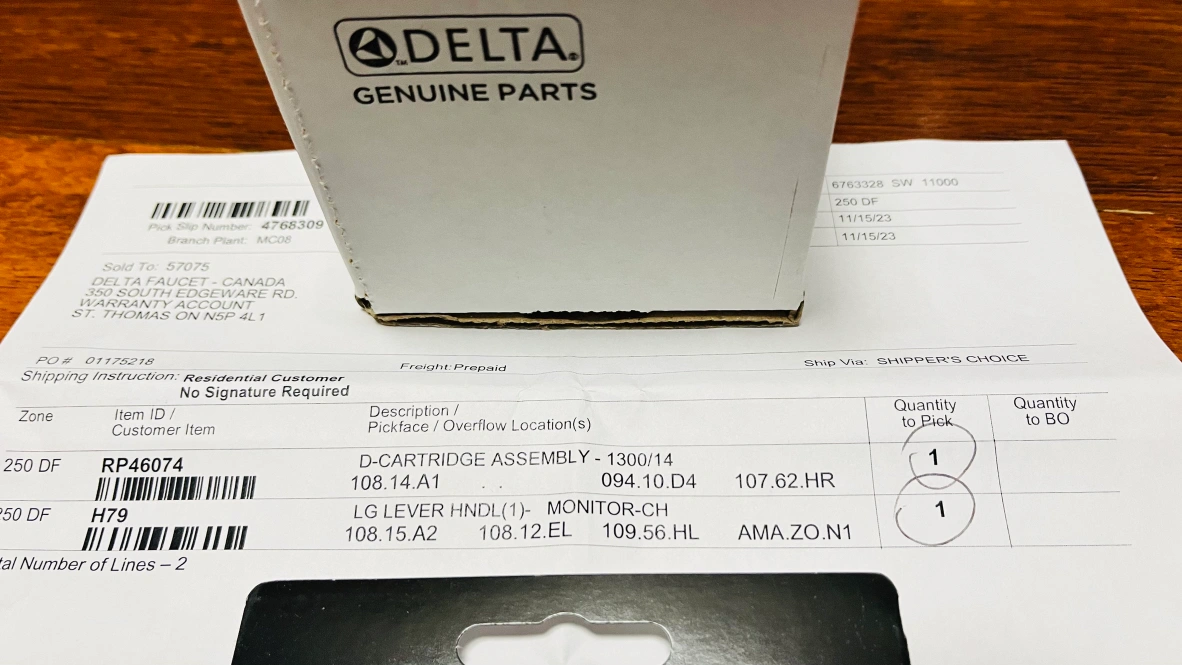 DELTA
GENUINE PARTS
6763328 SW 11000
250 DF
11/15/23
11/15/23
Pick Slip Number: 4768309
Branch Plant: MC08
Sold To: 57075
DELTA FAUCET - CANADA
350 SOUTH EDGEWARE RD.
WARRANTY ACCOUNT
ST. THOMAS ON N5P 4L1
PO # 01175218 Freight: Prepaid Ship Via: SHIPPER'S CHOICE
Shipping Instruction: Residential Customer
No Signature Required
Zone Item ID / Description / Quantity Quantity
Customer Item Pickface / Overflow Location(s) to Pick to BO
250 DF RP46074 D-CARTRIDGE ASSEMBLY - 1300/14 1
108.14.A1 . . 094.10.D4 107.62.HR
50 DF H79 LG LEVER HNDL(1)- MONITOR-CH 1
108.15.A2 108.12.EL 109.56.HL AMA.ZO.N1
tal Number of Lines – 2